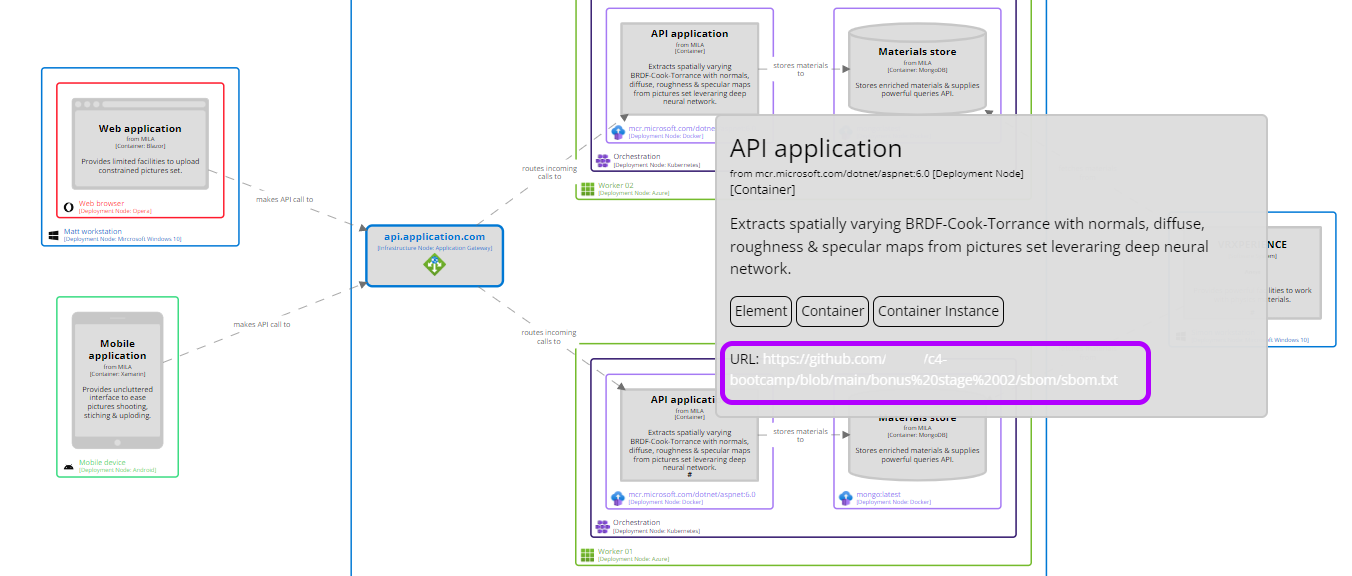 Web application
from MILA
[Container: Blazor]
Provides limited facilities to upload
constrained pictures set.
Web browser
[Deployment Node: Opera]
Matt workstation
[Deployment Node: Mircrosoft Windows 10]
Mobile
application
from MILA
[Container: Xamarin]
Provides uncluttered
interface to ease
pictures shooting,
stiching & uploding.
Mobile device
[Deployment Node: Android]
makes API call to
makes API call to
api.application.com
[Infrastructure Node: Application Gateway]
routes incoming
calls to
routes incoming
calls to
API application
from MILA
[Container]
Extracts spatially varying
BRDF-Cook-Torrance with normals,
diffuse, roughness & specular maps
from pictures set leveraring deep
neural network.
mcr.microsoft.com/dotne
[Deployment Node: Docker]
Orchestration
[Deployment Node: Kubernetes]
Worker 02
[Deployment Node: Azure]
stores materials
to
Materials store
from MILA
[Container: MongoDB]
Stores enriched materials & supplies
powerful queries API.
API application
from mcr.microsoft.com/dotnet/aspnet:6.0 [Deployment Node]
[Container]
Extracts spatially varying BRDF-Cook-Torrance with normals, diffuse,
roughness & specular maps from pictures set leveraring deep neural
network.
Element
Container
Container Instance
URL: https://github.com/ /c4-
bootcamp/blob/main/bonus%20stage%2002/sbom/sbom.txt
NCE
ilities to work
terials.
ft Windows 10]
API applicati
from MILA
[Container]
Extracts spatially varying
BRDF-Cook-Torrance with normals,
diffuse, roughness & specular maps
from pictures set leveraring deep
neural network.
#
mcr.microsoft.com/dotnet/aspnet:6.0
[Deployment Node: Docker]
stores materials
to
Materials store
from MILA
[Container: MongoDB]
Stores enriched materials & supplies
powerful queries API.
mongo:latest
[Deployment Node: Docker]
Orchestration
[Deployment Node: Kubernetes]
Worker 01
[Deployment Node: Azure]